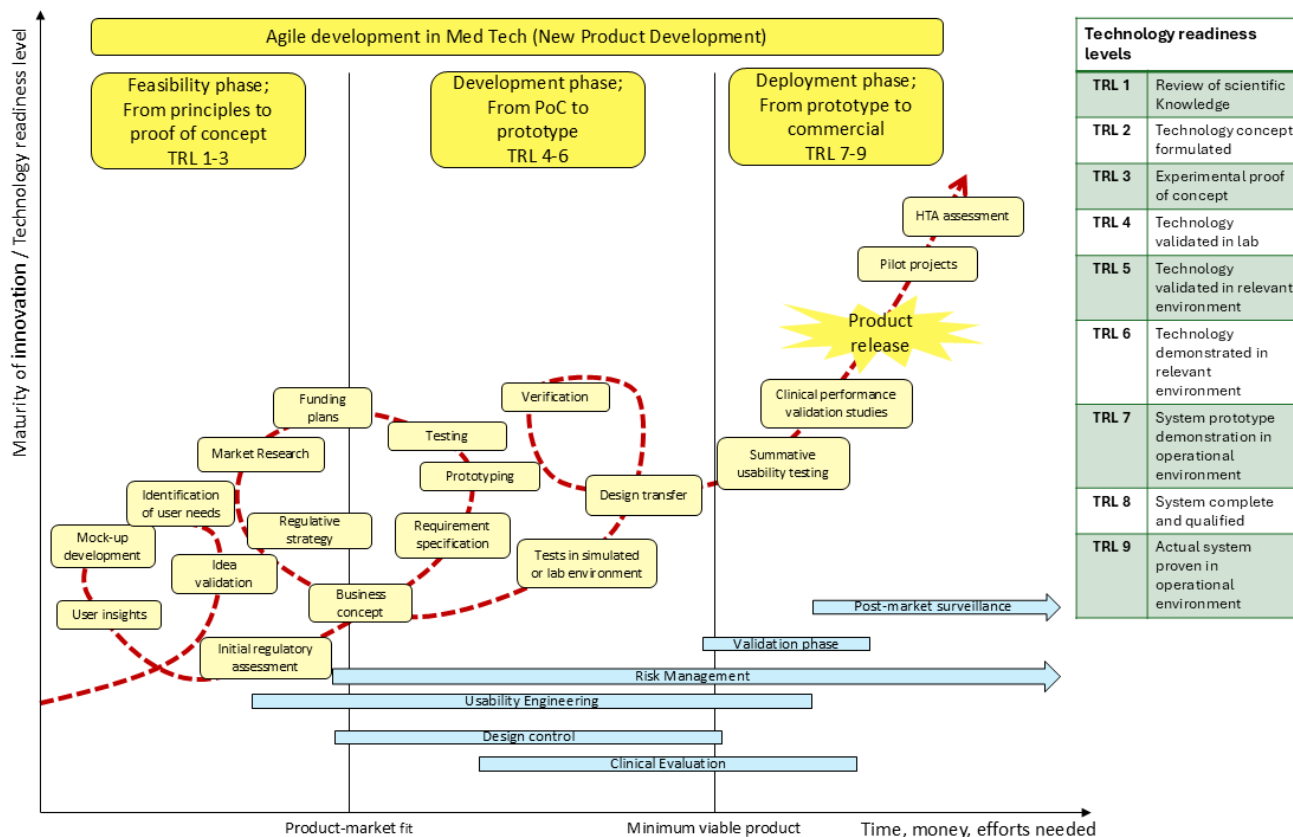 Maturity of innovation / Technology readiness level
Agile development in Med Tech (New Product Development)
Feasibility phase;
From principles to
proof of concept
TRL 1-3
Development phase;
From PoC to
prototype
TRL 4-6
Deployment phase;
From prototype to
commercial
TRL 7-9
HTA assessment
Pilot projects
Product
release
Clinical performance
validation studies
Summative
usability testing
Verification
Design transfer
Tests in simulated
or lab environment
Funding
plans
Testing
Prototyping
Requirement
specification
Market Research
Regulative
strategy
Business
concept
Identification
of user needs
Mock-up
development
Idea
validation
User insights
Initial regulatory
assessment
Post-market surveillance
Validation phase
Risk Management
Usability Engineering
Design control
Clinical Evaluation
Product-market fit
Minimum viable product
Time, money, efforts needed
Technology readiness
levels
TRL 1 Review of scientific
Knowledge
TRL 2 Technology concept
formulated
TRL 3 Experimental proof
of concept
TRL 4 Technology
validated in lab
TRL 5 Technology
validated in relevant
environment
TRL 6 Technology
demonstrated in
relevant
environment
TRL 7 System prototype
demonstration in
operational
environment
TRL 8 System complete
and qualified
TRL 9 Actual system
proven in
operational
environment